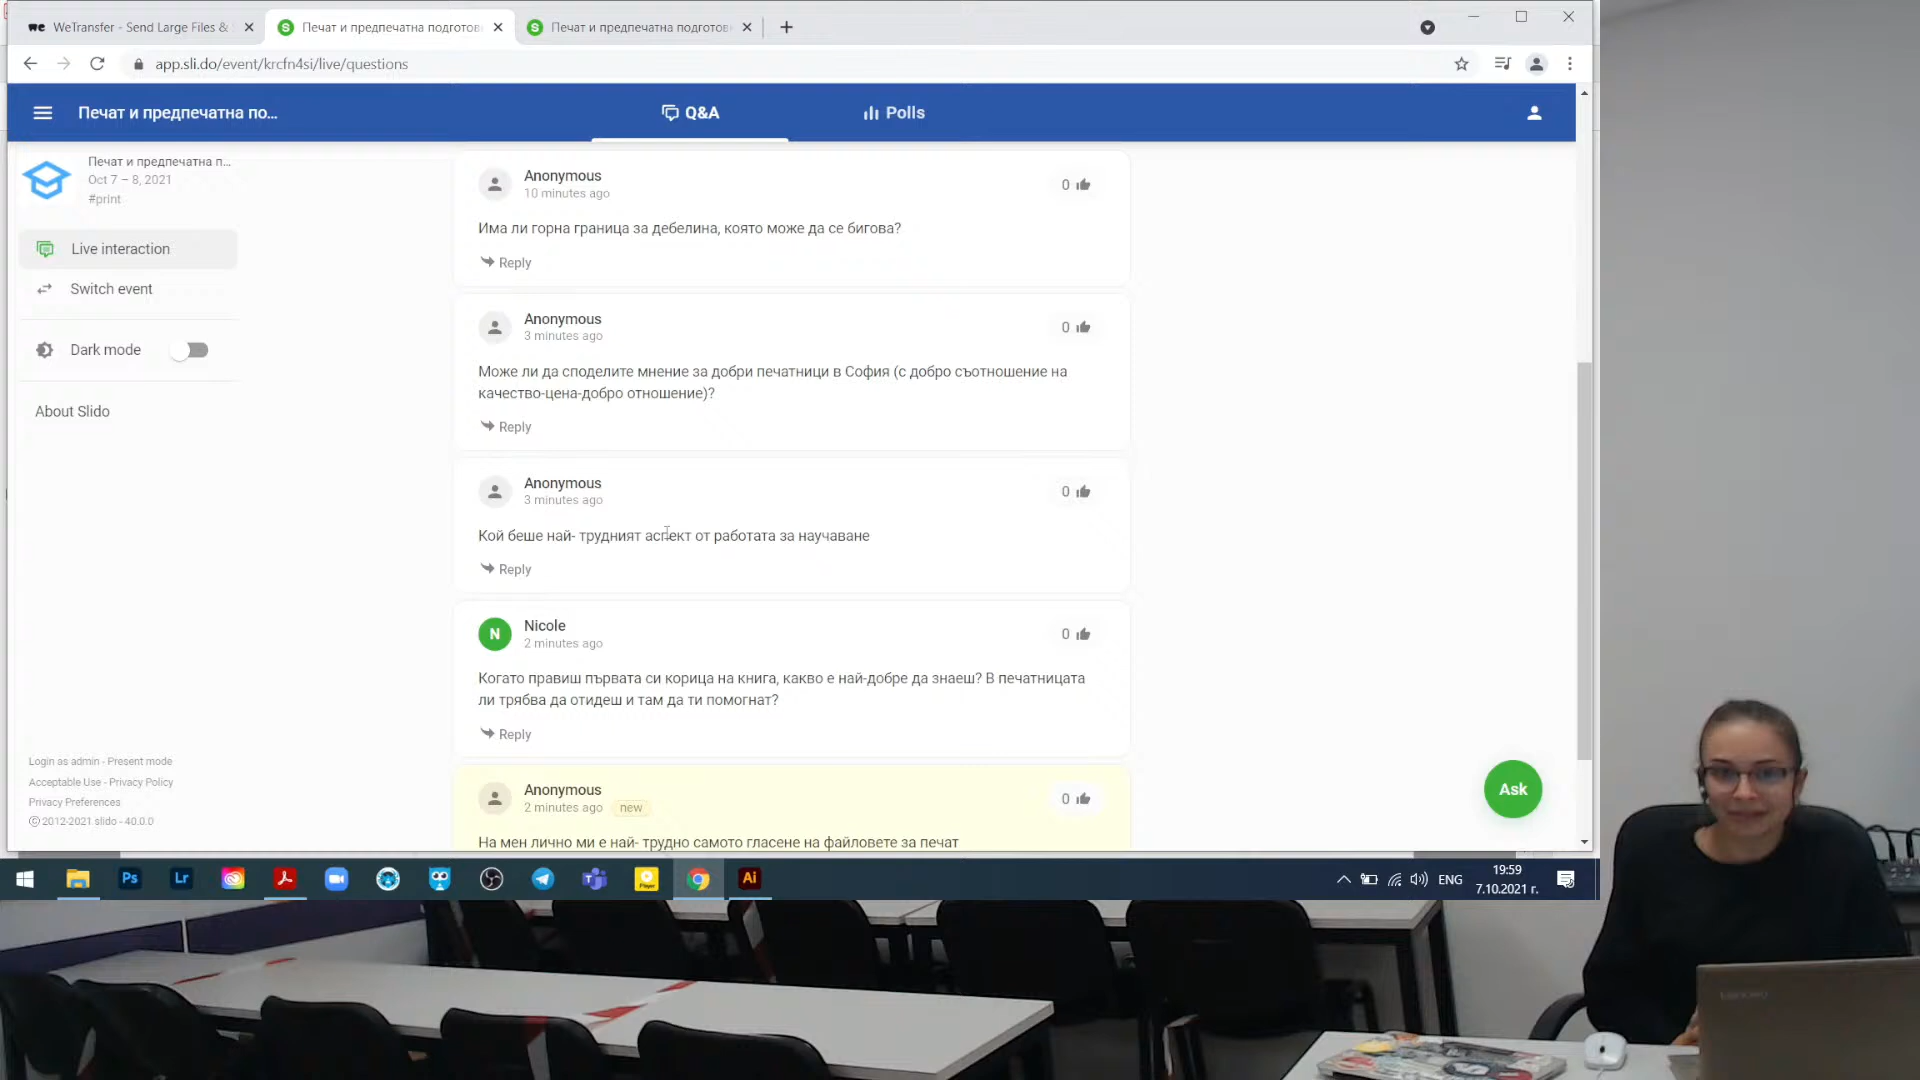 we WeTransfer - Send Large Files &
Печат и предпечатна подготов
Печат и предпечатна подготов
app.sli.do/event/krcfn4si/live/questions
Печат и предпечатна по...
Q&A
Polls
Печат и предпечатна п...
Oct 7 – 8, 2021
#print
Live interaction
Switch event
Dark mode
About Slido
Login as admin - Present mode
Acceptable Use - Privacy Policy
Privacy Preferences
© 2012-2021 slido - 40.0.0
Anonymous
10 minutes ago
0
Има ли горна граница за дебелина, която може да се бигова?
Reply
Anonymous
3 minutes ago
0
Може ли да споделите мнение за добри печатници в София (с добро съотношение на
качество-цена-добро отношение)?
Reply
Anonymous
3 minutes ago
0
Кой беше най- трудният аспект от работата за научаване
Reply
N
Nicole
2 minutes ago
0
Когато правиш първата си корица на книга, какво е най-добре да знаеш? В печатницата
ли трябва да отидеш и там да ти помогнат?
Reply
Anonymous
2 minutes ago new
0
На мен лично ми е най- трудно самото гласене на файловете за печат
Ask
Ps
Lr
Player
Ai
ENG
19:59
7.10.2021 г.
Lenovo